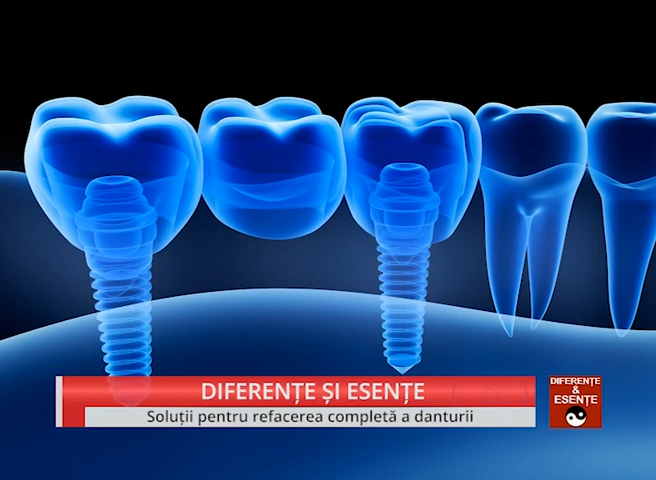 DIFERENȚE ȘI ESENȚE
Soluții pentru refacerea completă a danturii
DIFERENȚE
&
ESENȚE